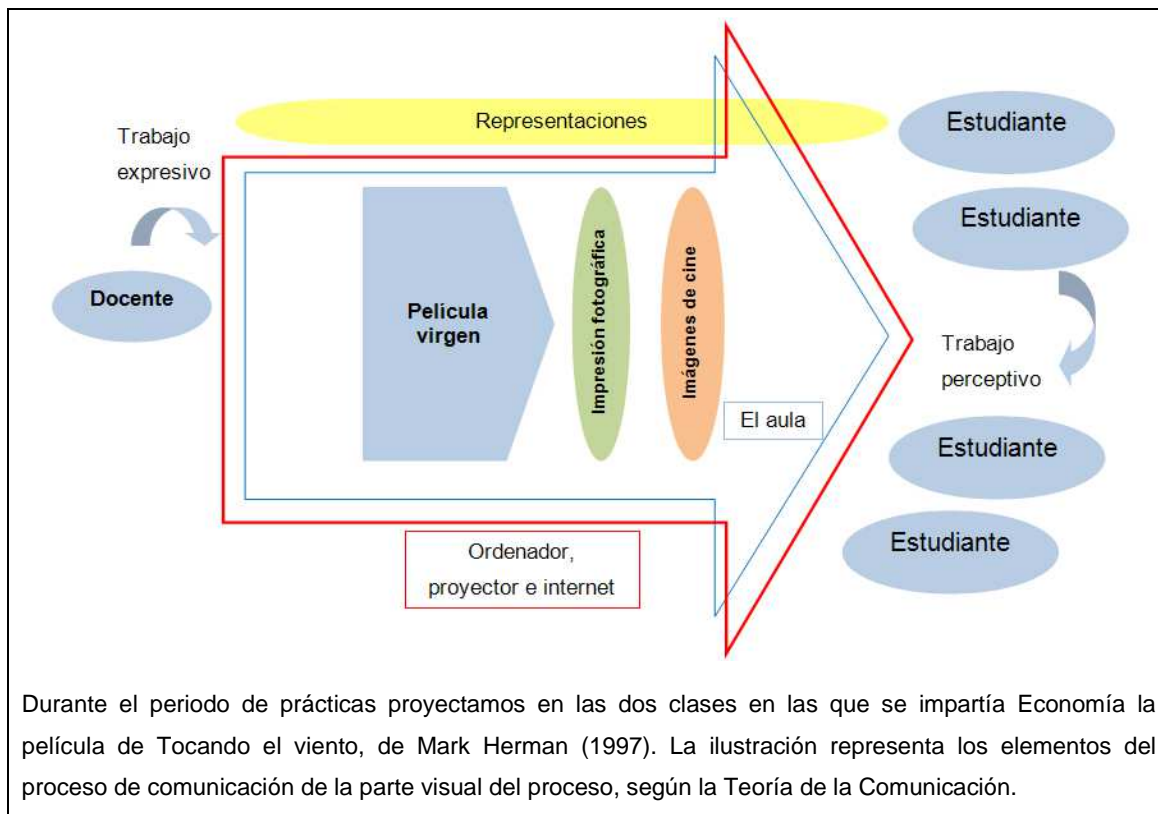 Representaciones
Trabajo
expresivo
Docente
Película
virgen
Impresión fotográfica
Imágenes de cine
El aula
Ordenador,
proyector e internet
Estudiante
Estudiante
Trabajo
perceptivo
Estudiante
Estudiante
Durante el periodo de prácticas proyectamos en las dos clases en las que se impartía Economía la
película de Tocando el viento, de Mark Herman (1997). La ilustración representa los elementos del
proceso de comunicación de la parte visual del proceso, según la Teoría de la Comunicación.